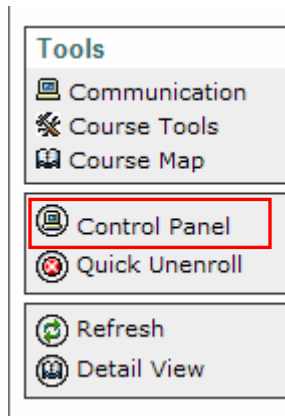 Tools
Communication
Course Tools
Course Map
Control Panel
Quick Unenroll
Refresh
Detail View